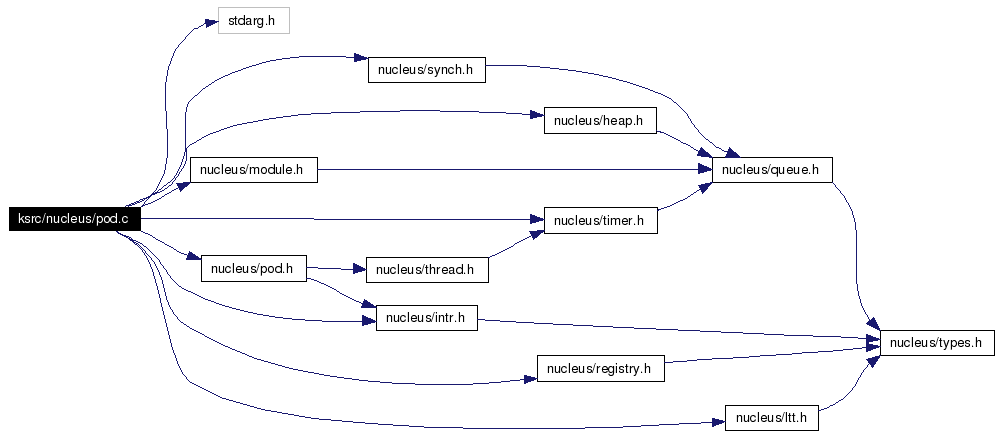 stdarg.h
nucleus/synch.h
nucleus/heap.h
nucleus/module.h
nucleus/queue.h
ksrc/nucleus/pod.c
nucleus/timer.h
nucleus/pod.h
nucleus/thread.h
nucleus/intr.h
nucleus/types.h
nucleus/registry.h
nucleus/ltt.h